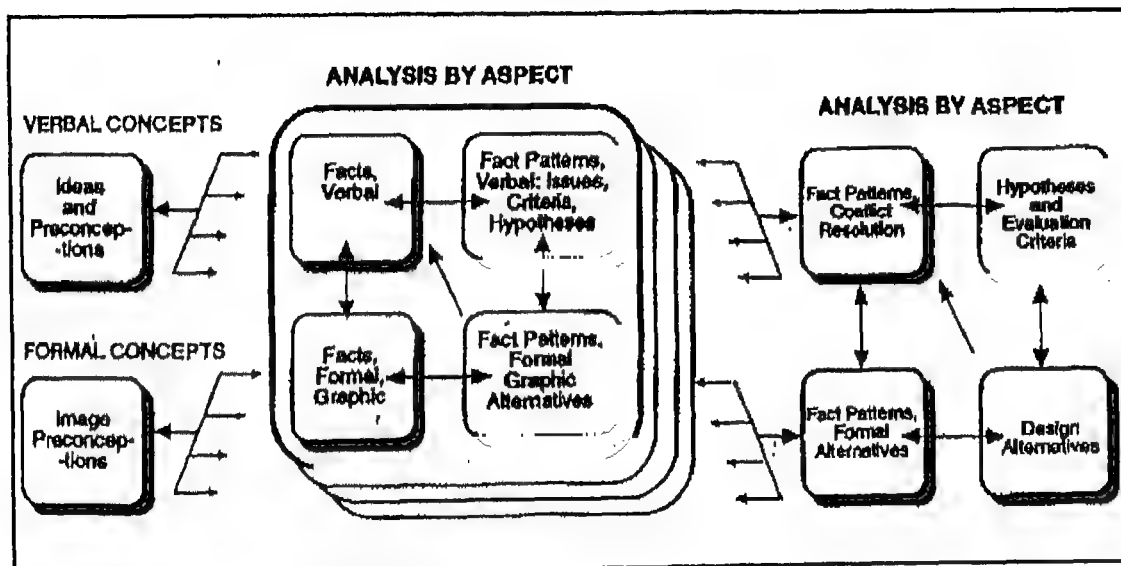 ANALYSIS BY ASPECT
VERBAL CONCEPTS
Ideas
and
Preconcep-
-tions
FORMAL CONCEPTS
Image
Preconcep-
-tions
Facts,
Verbal
Fact Patterns,
Verbal: Issues,
Criteria,
Hypotheses
Facts,
Formal,
Graphic
Fact Patterns,
Formal
Graphic
Alternatives
ANALYSIS BY ASPECT
Fact Patterns,
Conflict
Resolution
Hypotheses
and
Evaluation
Criteria
Fact Patterns,
Formal
Alternatives
Design
Alternatives